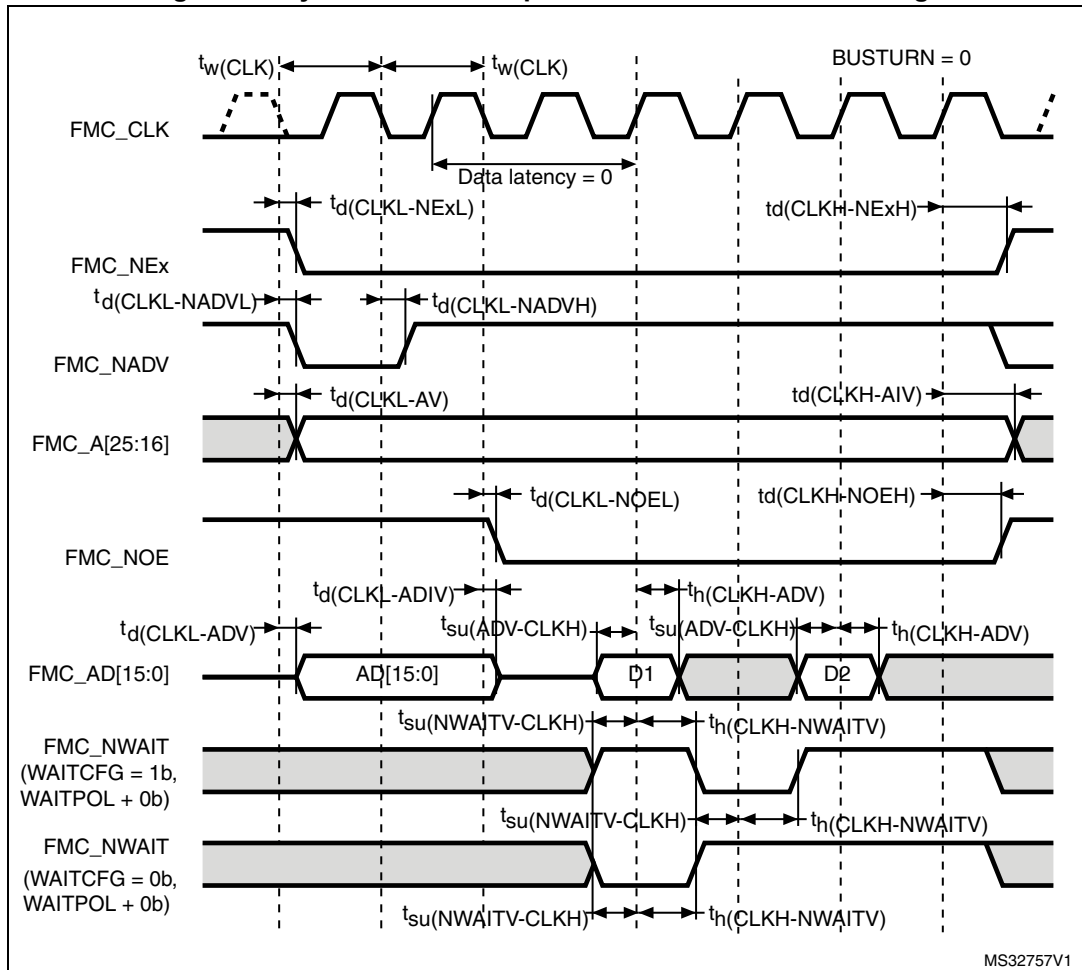 BUSTURN = 0
tw(CLK)
tw(CLK)
FMC_CLK
Data latency = 0
td(CLKL-NExL)
td(CLKH-NExH)
FMC_NEx
td(CLKL-NADVL)
td(CLKL-NADVH)
FMC_NADV
td(CLKL-AV)
td(CLKH-AIV)
FMC_A[25:16]
td(CLKL-NOEL)
td(CLKH-NOEH)
FMC_NOE
td(CLKL-ADIV)
th(CLKH-ADV)
td(CLKL-ADV)
tsu(ADV-CLKH)
tsu(ADV-CLKH)
th(CLKH-ADV)
FMC_AD[15:0]
AD[15:0]
D1
D2
tsu(NWAITV-CLKH)
th(CLKH-NWAITV)
FMC_NWAIT
(WAITCFG = 1b,
WAITPOL + 0b)
tsu(NWAITV-CLKH)
th(CLKH-NWAITV)
FMC_NWAIT
(WAITCFG = 0b,
WAITPOL + 0b)
tsu(NWAITV-CLKH)
th(CLKH-NWAITV)
MS32757V1